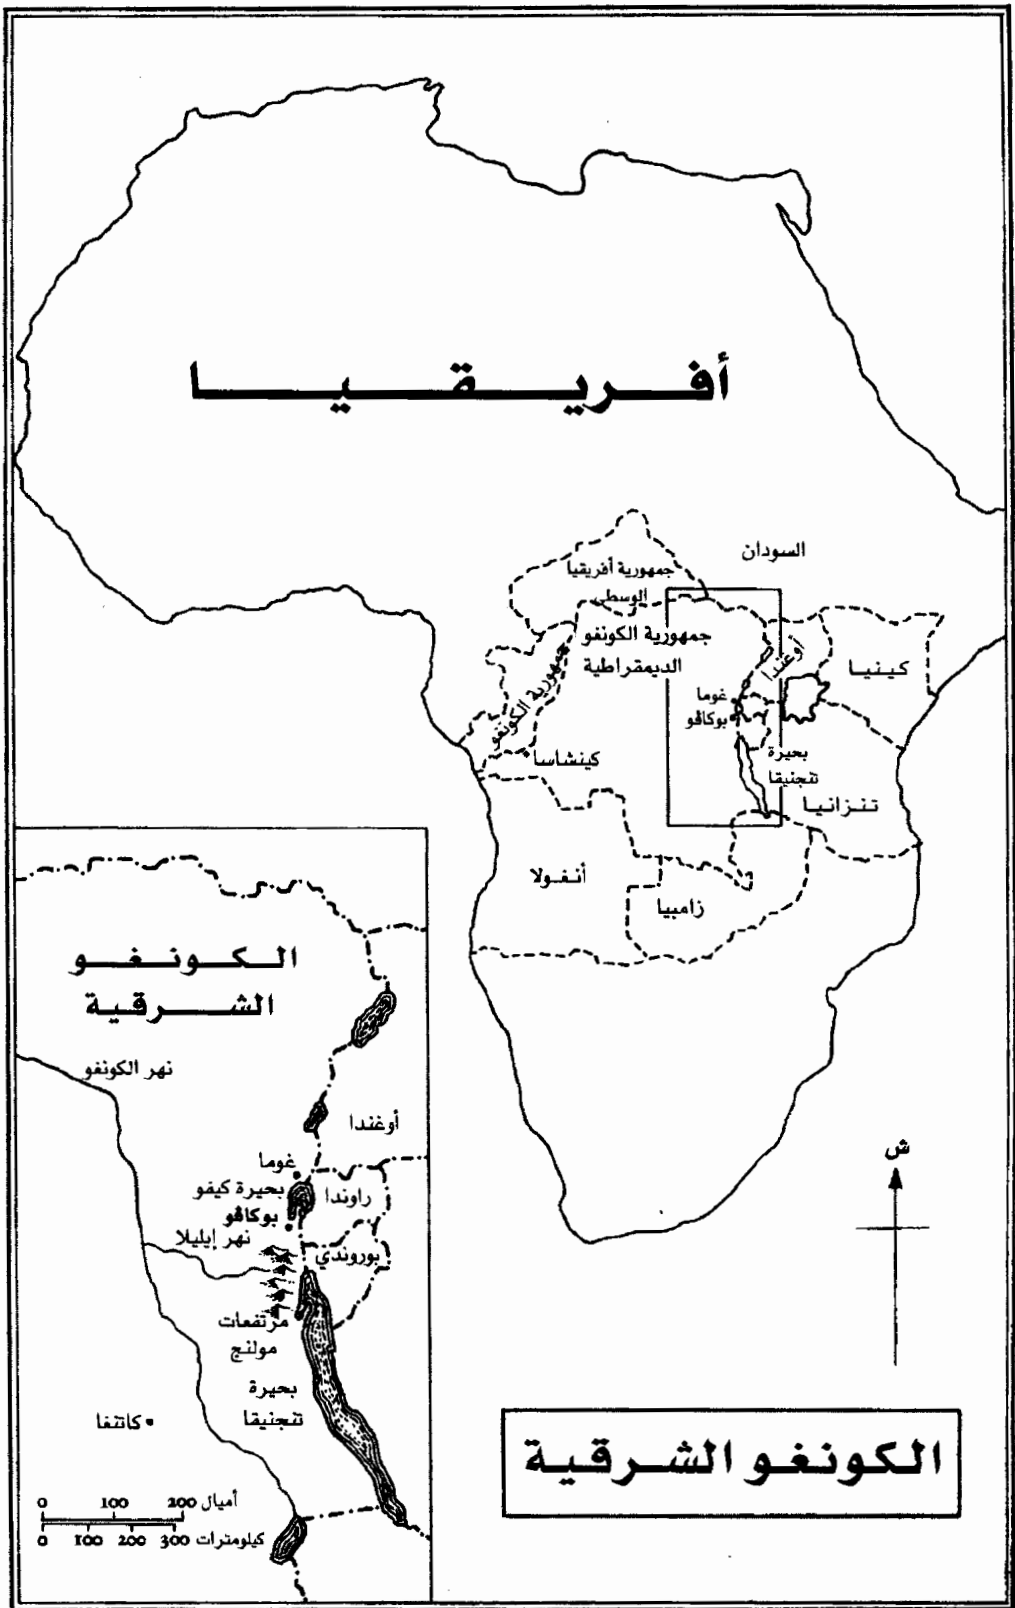 أفريقيا
السودان
جمهورية أفريقيا
الوسطى
جمهورية الكونغو
الديمقراطية
جمهورية الكونغو
أوغندا
كينيا
غوما
بوكاڤو
كينشاسا
بحيرة
تنجنيقا
تنزانيا
أنغولا
زامبيا
الكونغو
الشرقية
نهر الكونغو
أوغندا
غوما
بحيرة كيفو
راوندا
بوكاڤو
نهر إيليلا
بوروندي
مرتفعات
مولنج
بحيرة
تنجنيقا
كاتنغا
0 100 200 أميال
0 100 200 300 كيلومترات
ش
الكونغو الشرقية